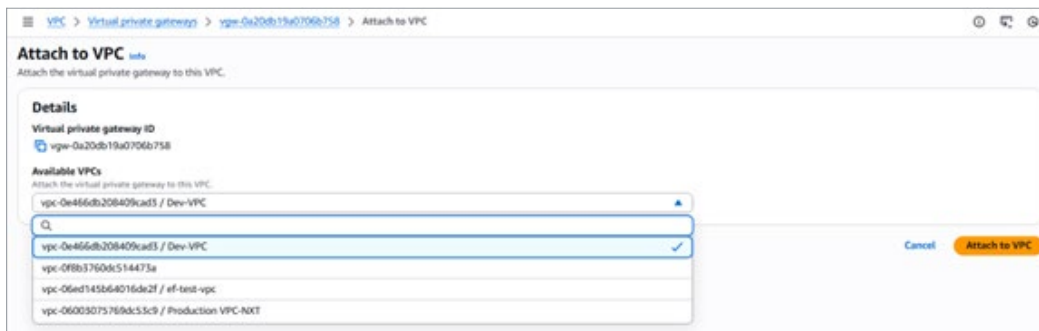 VPC > Virtual private gateways > vgw-0a20db19a0706b758 > Attach to VPC
Attach to VPC Info
Attach the virtual private gateway to this VPC.
Details
Virtual private gateway ID
vgw-0a20db19a0706b758
Available VPCs
Attach the virtual private gateway to this VPC.
vpc-0e466db208409cad3 / Dev-VPC
vpc-0e466db208409cad3 / Dev-VPC
Cancel
Attach to VPC
vpc-0f8b3760dc514473a
vpc-06ed145b64016de2f / ef-test-vpc
vpc-06003075769dc53c9 / Production VPC-NXT